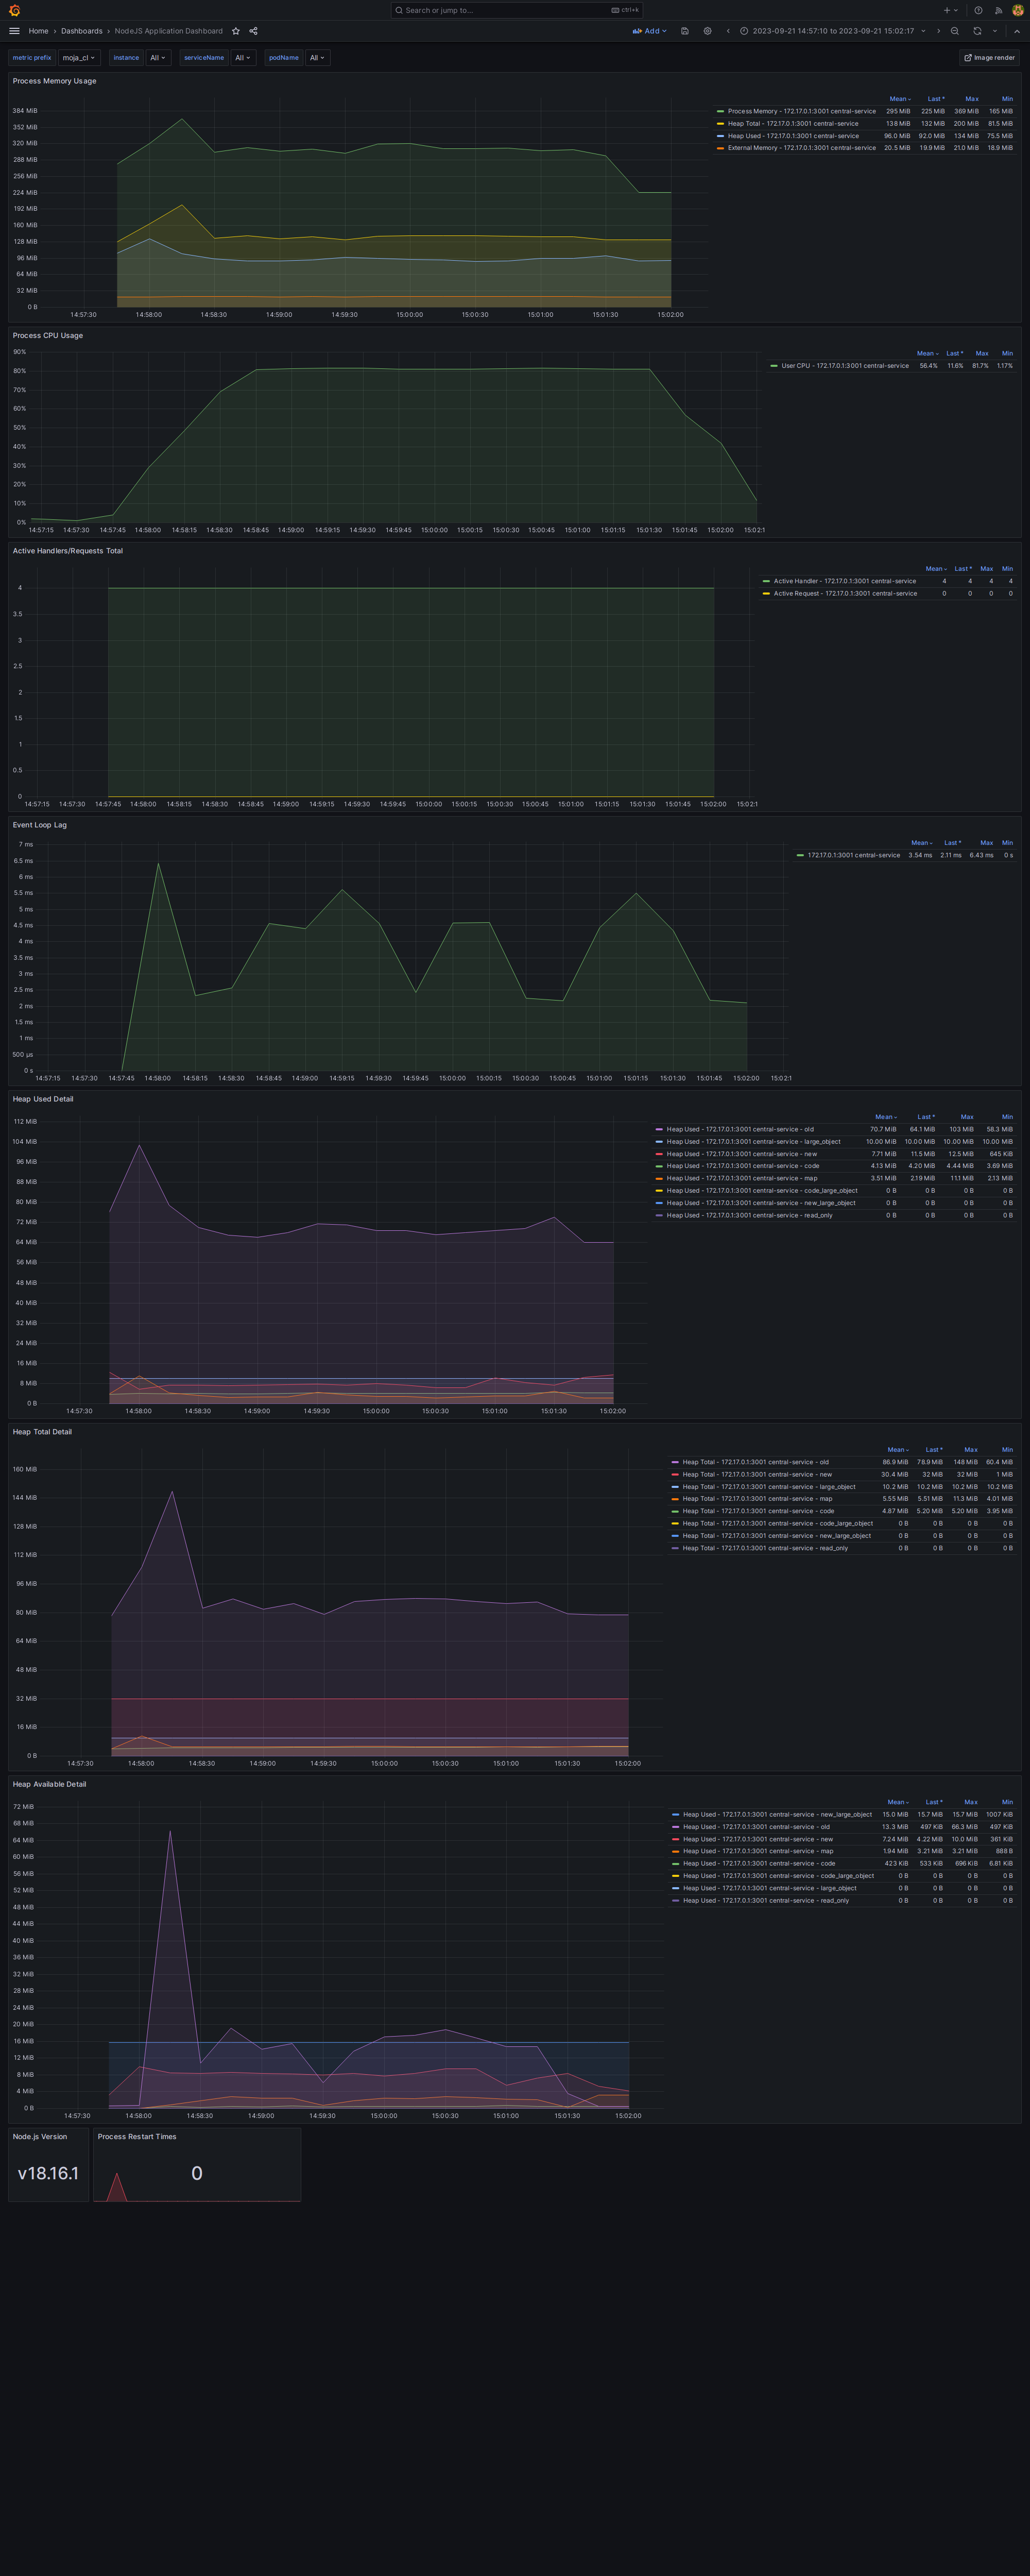 Search or jump to... ctrl+k
Home › Dashboards › NodeJS Application Dashboard Add 2023-09-21 14:57:10 to 2023-09-21 15:02:17
metric prefix moja_cl instance All serviceName All podName All Image render
Process Memory Usage
Mean Last * Max Min
Process Memory - 172.17.0.1:3001 central-service 295 MiB 225 MiB 369 MiB 165 MiB
Heap Total - 172.17.0.1:3001 central-service 138 MiB 132 MiB 200 MiB 81.5 MiB
Heap Used - 172.17.0.1:3001 central-service 96.0 MiB 92.0 MiB 134 MiB 75.5 MiB
External Memory - 172.17.0.1:3001 central-service 20.5 MiB 19.9 MiB 21.0 MiB 18.9 MiB
384 MiB
352 MiB
320 MiB
288 MiB
256 MiB
224 MiB
192 MiB
160 MiB
128 MiB
96 MiB
64 MiB
32 MiB
0 B
14:57:30 14:58:00 14:58:30 14:59:00 14:59:30 15:00:00 15:00:30 15:01:00 15:01:30 15:02:00
Process CPU Usage
Mean Last * Max Min
User CPU - 172.17.0.1:3001 central-service 56.4% 11.6% 81.7% 1.17%
90%
80%
70%
60%
50%
40%
30%
20%
10%
0%
14:57:15 14:57:30 14:57:45 14:58:00 14:58:15 14:58:30 14:58:45 14:59:00 14:59:15 14:59:30 14:59:45 15:00:00 15:00:15 15:00:30 15:00:45 15:01:00 15:01:15 15:01:30 15:01:45 15:02:00 15:02:1
Active Handlers/Requests Total
Mean Last * Max Min
Active Handler - 172.17.0.1:3001 central-service 4 4 4 4
Active Request - 172.17.0.1:3001 central-service 0 0 0 0
4
3.5
3
2.5
2
1.5
1
0.5
0
14:57:15 14:57:30 14:57:45 14:58:00 14:58:15 14:58:30 14:58:45 14:59:00 14:59:15 14:59:30 14:59:45 15:00:00 15:00:15 15:00:30 15:00:45 15:01:00 15:01:15 15:01:30 15:01:45 15:02:00 15:02:1
Event Loop Lag
Mean Last * Max Min
172.17.0.1:3001 central-service 3.54 ms 2.11 ms 6.43 ms 0 s
7 ms
6.5 ms
6 ms
5.5 ms
5 ms
4.5 ms
4 ms
3.5 ms
3 ms
2.5 ms
2 ms
1.5 ms
1 ms
500 µs
0 s
14:57:15 14:57:30 14:57:45 14:58:00 14:58:15 14:58:30 14:58:45 14:59:00 14:59:15 14:59:30 14:59:45 15:00:00 15:00:15 15:00:30 15:00:45 15:01:00 15:01:15 15:01:30 15:01:45 15:02:00 15:02:1
Heap Used Detail
Mean Last * Max Min
Heap Used - 172.17.0.1:3001 central-service - old 70.7 MiB 64.1 MiB 103 MiB 58.3 MiB
Heap Used - 172.17.0.1:3001 central-service - large_object 10.00 MiB 10.00 MiB 10.00 MiB 10.00 MiB
Heap Used - 172.17.0.1:3001 central-service - new 7.71 MiB 11.5 MiB 12.5 MiB 645 KiB
Heap Used - 172.17.0.1:3001 central-service - code 4.13 MiB 4.20 MiB 4.44 MiB 3.69 MiB
Heap Used - 172.17.0.1:3001 central-service - map 3.51 MiB 2.19 MiB 11.1 MiB 2.13 MiB
Heap Used - 172.17.0.1:3001 central-service - code_large_object 0 B 0 B 0 B 0 B
Heap Used - 172.17.0.1:3001 central-service - new_large_object 0 B 0 B 0 B 0 B
Heap Used - 172.17.0.1:3001 central-service - read_only 0 B 0 B 0 B 0 B
112 MiB
104 MiB
96 MiB
88 MiB
80 MiB
72 MiB
64 MiB
56 MiB
48 MiB
40 MiB
32 MiB
24 MiB
16 MiB
8 MiB
0 B
14:57:30 14:58:00 14:58:30 14:59:00 14:59:30 15:00:00 15:00:30 15:01:00 15:01:30 15:02:00
Heap Total Detail
Mean Last * Max Min
Heap Total - 172.17.0.1:3001 central-service - old 86.9 MiB 78.9 MiB 148 MiB 60.4 MiB
Heap Total - 172.17.0.1:3001 central-service - new 30.4 MiB 32 MiB 32 MiB 1 MiB
Heap Total - 172.17.0.1:3001 central-service - large_object 10.2 MiB 10.2 MiB 10.2 MiB 10.2 MiB
Heap Total - 172.17.0.1:3001 central-service - map 5.55 MiB 5.51 MiB 11.3 MiB 4.01 MiB
Heap Total - 172.17.0.1:3001 central-service - code 4.87 MiB 5.20 MiB 5.20 MiB 3.95 MiB
Heap Total - 172.17.0.1:3001 central-service - code_large_object 0 B 0 B 0 B 0 B
Heap Total - 172.17.0.1:3001 central-service - new_large_object 0 B 0 B 0 B 0 B
Heap Total - 172.17.0.1:3001 central-service - read_only 0 B 0 B 0 B 0 B
160 MiB
144 MiB
128 MiB
112 MiB
96 MiB
80 MiB
64 MiB
48 MiB
32 MiB
16 MiB
0 B
14:57:30 14:58:00 14:58:30 14:59:00 14:59:30 15:00:00 15:00:30 15:01:00 15:01:30 15:02:00
Heap Available Detail
Mean Last * Max Min
Heap Used - 172.17.0.1:3001 central-service - new_large_object 15.0 MiB 15.7 MiB 15.7 MiB 1007 KiB
Heap Used - 172.17.0.1:3001 central-service - old 13.3 MiB 497 KiB 66.3 MiB 497 KiB
Heap Used - 172.17.0.1:3001 central-service - new 7.24 MiB 4.22 MiB 10.0 MiB 361 KiB
Heap Used - 172.17.0.1:3001 central-service - map 1.94 MiB 3.21 MiB 3.21 MiB 888 B
Heap Used - 172.17.0.1:3001 central-service - code 423 KiB 533 KiB 696 KiB 6.81 KiB
Heap Used - 172.17.0.1:3001 central-service - code_large_object 0 B 0 B 0 B 0 B
Heap Used - 172.17.0.1:3001 central-service - large_object 0 B 0 B 0 B 0 B
Heap Used - 172.17.0.1:3001 central-service - read_only 0 B 0 B 0 B 0 B
72 MiB
68 MiB
64 MiB
60 MiB
56 MiB
52 MiB
48 MiB
44 MiB
40 MiB
36 MiB
32 MiB
28 MiB
24 MiB
20 MiB
16 MiB
12 MiB
8 MiB
4 MiB
0 B
14:57:30 14:58:00 14:58:30 14:59:00 14:59:30 15:00:00 15:00:30 15:01:00 15:01:30 15:02:00
Node.js Version Process Restart Times
v18.16.1 0